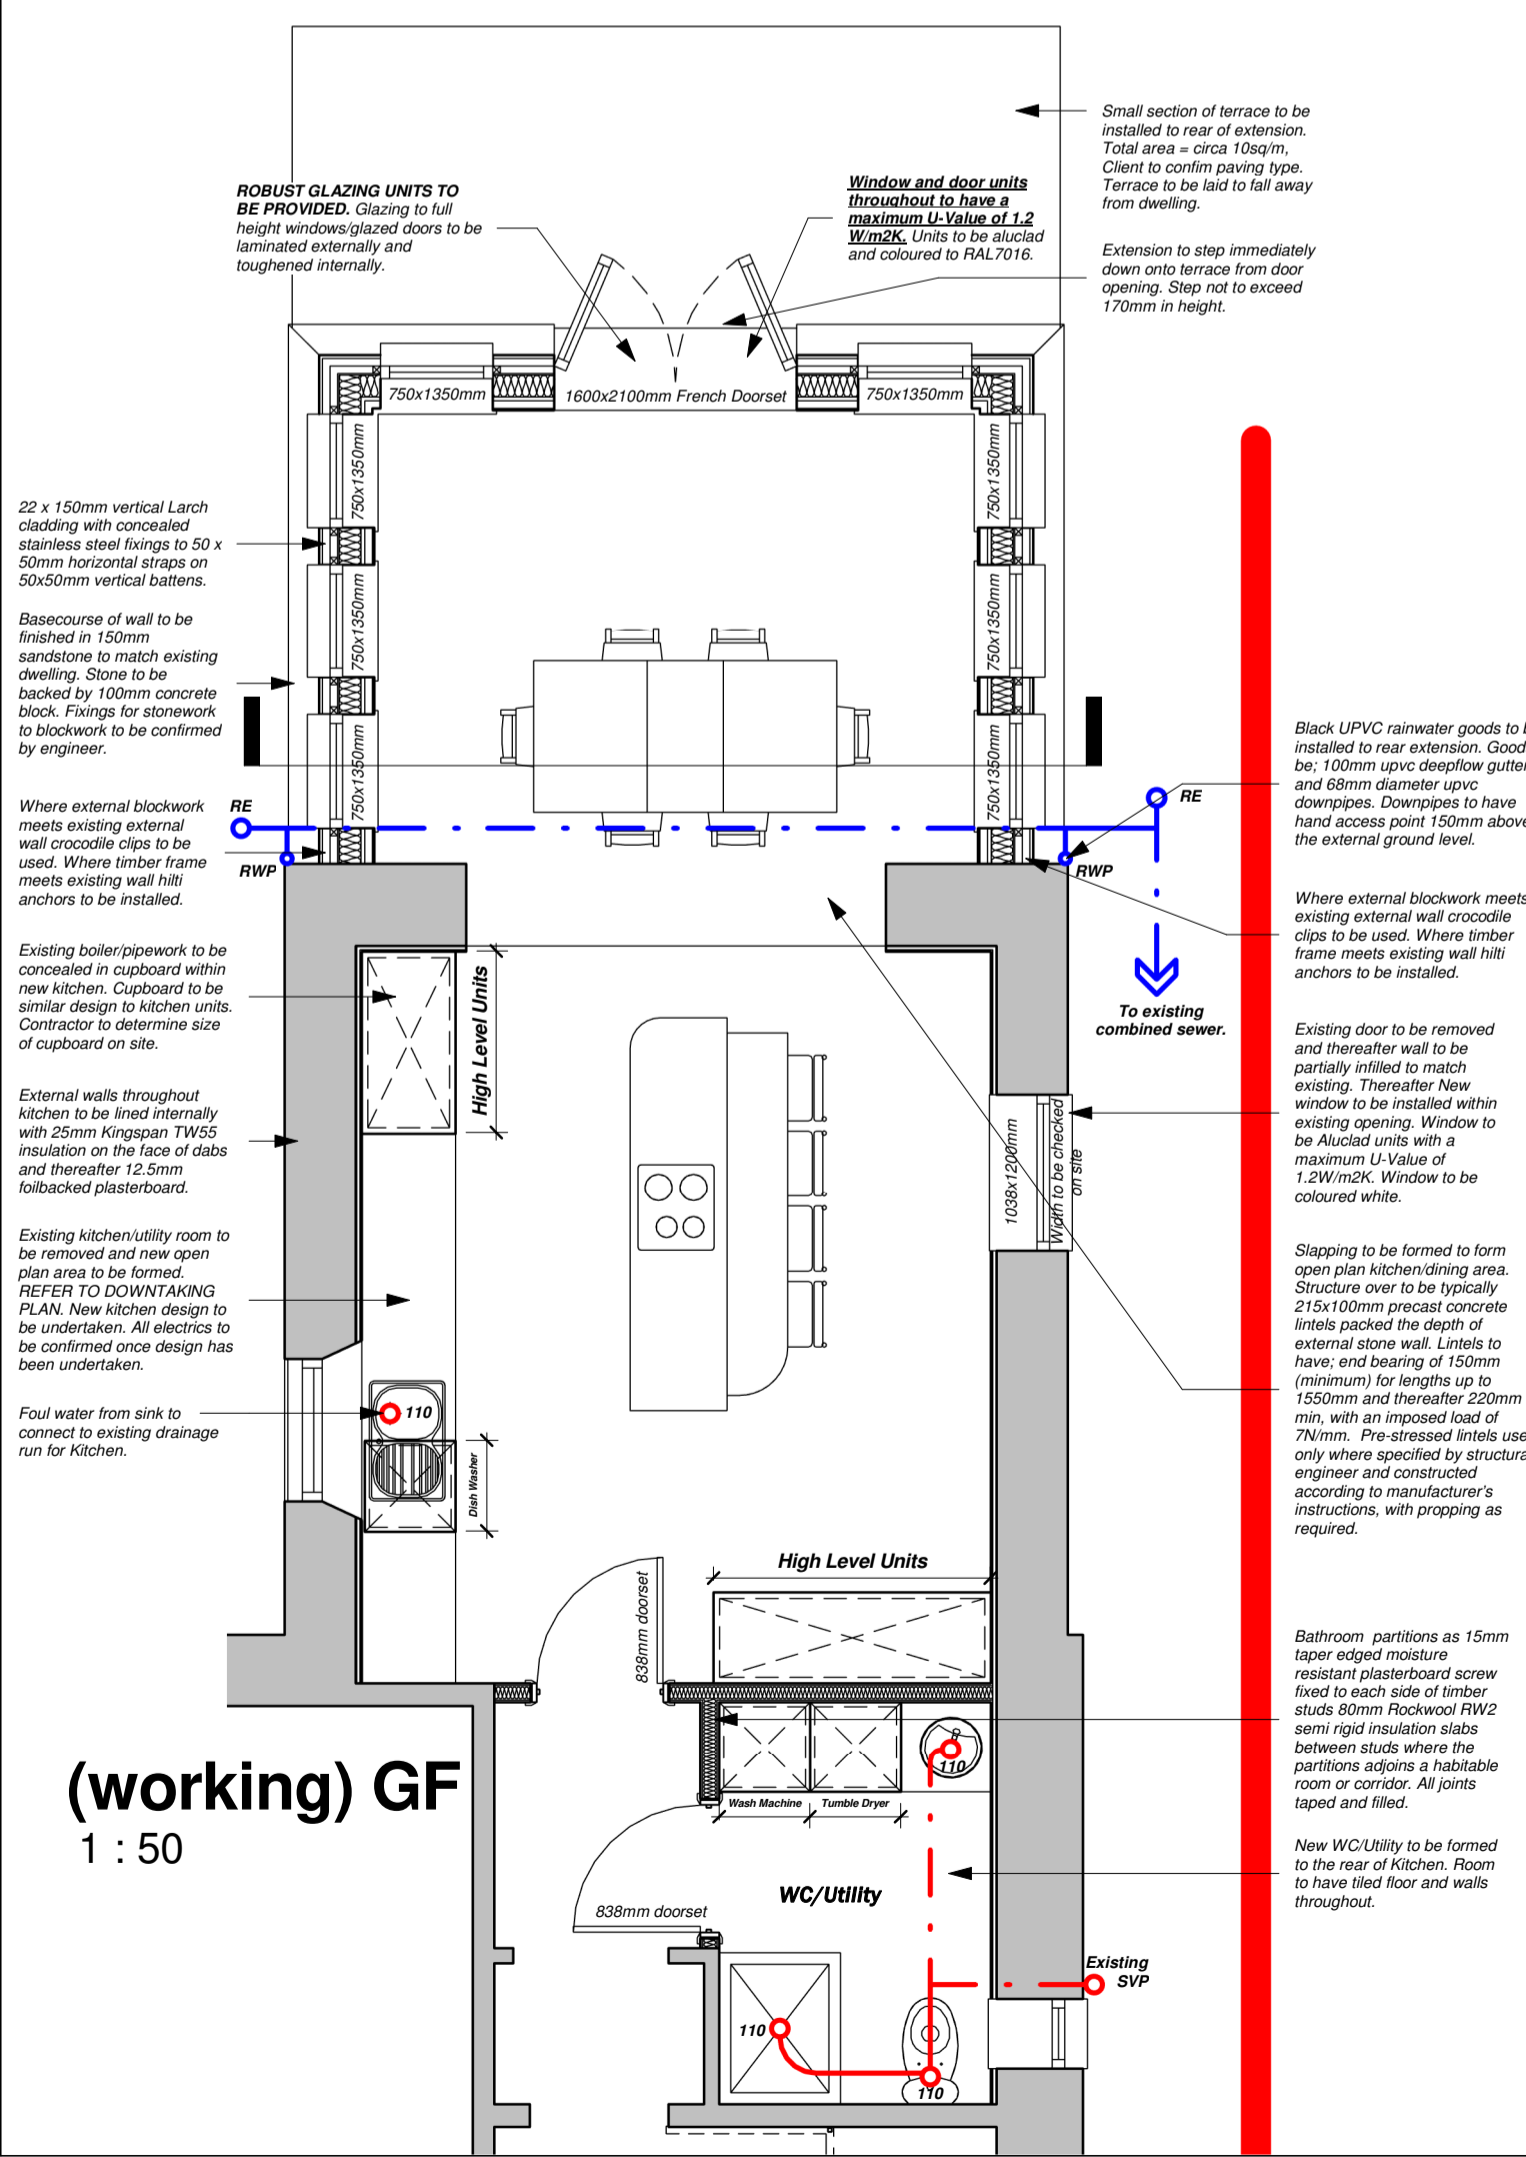 Small section of terrace to be
installed to rear of extension.
Total area = circa 10sq/m,
Client to confim paving type.
Terrace to be laid to fall away
from dwelling.
ROBUST GLAZING UNITS TO
BE PROVIDED. Glazing to full
height windows/glazed doors to be
laminated externally and
toughened internally.
Window and door units
throughout to have a
maximum U-Value of 1.2
W/m2K. Units to be aluclad
and coloured to RAL7016.
Extension to step immediately
down onto terrace from door
opening. Step not to exceed
170mm in height.
750x1350mm
1600x2100mm French Doorset
750x1350mm
750x1350mm
750x1350mm
750x1350mm
750x1350mm
750x1350mm
750x1350mm
22 x 150mm vertical Larch
cladding with concealed
stainless steel fixings to 50 x
50mm horizontal straps on
50x50mm vertical battens.
Basecourse of wall to be
finished in 150mm
sandstone to match existing
dwelling. Stone to be
backed by 100mm concrete
block. Fixings for stonework
to blockwork to be confirmed
by engineer.
Where external blockwork
meets existing external
wall crocodile clips to be
used. Where timber frame
meets existing wall hilti
anchors to be installed.
RE
RWP
RE
RWP
To existing
combined sewer.
Black UPVC rainwater goods to b
installed to rear extension. Good
be; 100mm upvc deepflow gutter
and 68mm diameter upvc
downpipes. Downpipes to have
hand access point 150mm above
the external ground level.
Where external blockwork meets
existing external wall crocodile
clips to be used. Where timber
frame meets existing wall hilti
anchors to be installed.
Existing boiler/pipework to be
concealed in cupboard within
new kitchen. Cupboard to be
similar design to kitchen units.
Contractor to determine size
of cupboard on site.
High Level Units
Existing door to be removed
and thereafter wall to be
partially infilled to match
existing. Thereafter New
window to be installed within
existing opening. Window to
be Aluclad units with a
maximum U-Value of
1.2W/m2K. Window to be
coloured white.
1038x1200mm
Width to be checked
on site
External walls throughout
kitchen to be lined internally
with 25mm Kingspan TW55
insulation on the face of dabs
and thereafter 12.5mm
foilbacked plasterboard.
Existing kitchen/utility room to
be removed and new open
plan area to be formed.
REFER TO DOWNTAKING
PLAN. New kitchen design to
be undertaken. All electrics to
be confirmed once design has
been undertaken.
Slapping to be formed to form
open plan kitchen/dining area.
Structure over to be typically
215x100mm precast concrete
lintels packed the depth of
external stone wall. Lintels to
have; end bearing of 150mm
(minimum) for lengths up to
1550mm and thereafter 220mm
min, with an imposed load of
7N/mm. Pre-stressed lintels use
only where specified by structura
engineer and constructed
according to manufacturer's
instructions, with propping as
required.
Foul water from sink to
connect to existing drainage
run for Kitchen.
110
Dish Washer
High Level Units
838mm doorset
Bathroom partitions as 15mm
taper edged moisture
resistant plasterboard screw
fixed to each side of timber
studs 80mm Rockwool RW2
semi rigid insulation slabs
between studs where the
partitions adjoins a habitable
room or corridor. All joints
taped and filled.
110
Wash Machine
Tumble Dryer
(working) GF
1 : 50
New WC/Utility to be formed
to the rear of Kitchen. Room
to have tiled floor and walls
throughout.
WC/Utility
838mm doorset
Existing
SVP
110
110